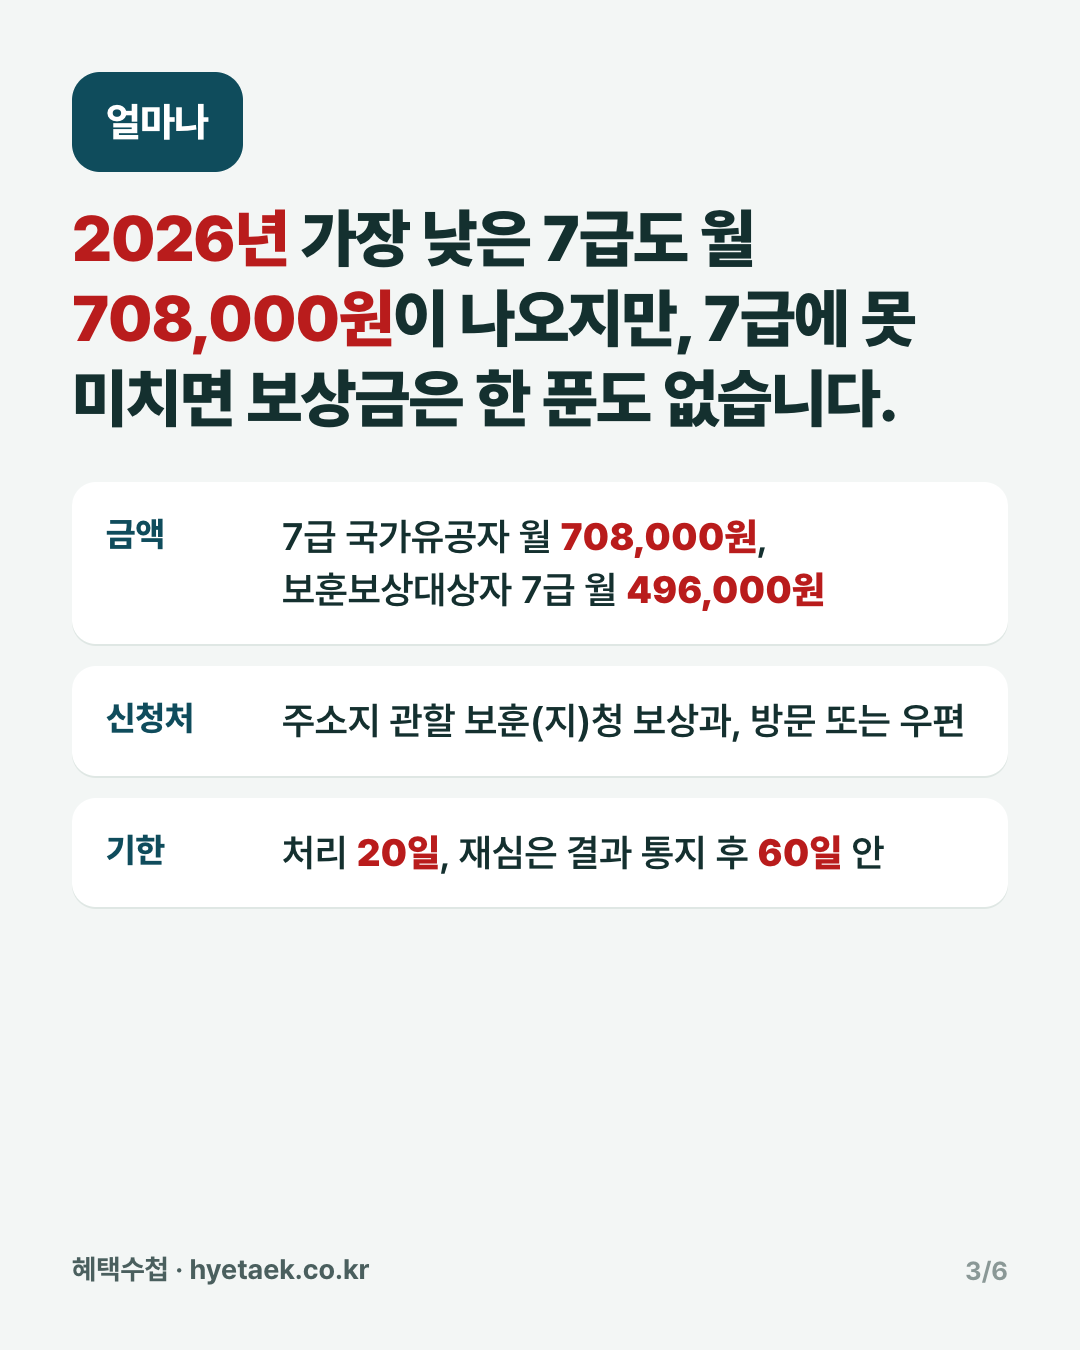 얼마나
2026년 가장 낮은 7급도 월
708,000원이 나오지만, 7급에 못
미치면 보상금은 한 푼도 없습니다.
금액
7급 국가유공자 월 708,000원,
보훈보상대상자 7급 월 496,000원
신청처
주소지 관할 보훈(지)청 보상과, 방문 또는 우편
기한
처리 20일, 재심은 결과 통지 후 60일 안
혜택수첩 · hyetaek.co.kr
3/6